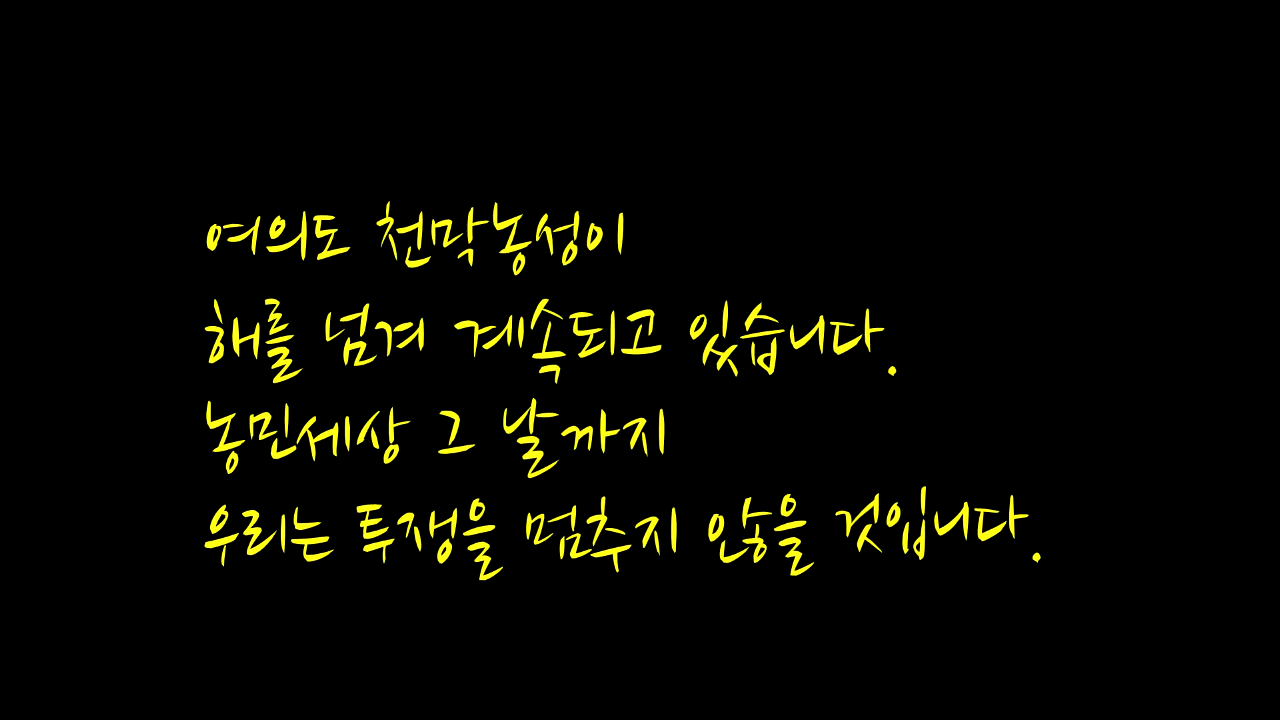 여의도 천막농성이
해를 넘겨 계속되고 있습니다.
농민세상 그 날까지
우리는 투쟁을 멈추지 않을 것입니다.